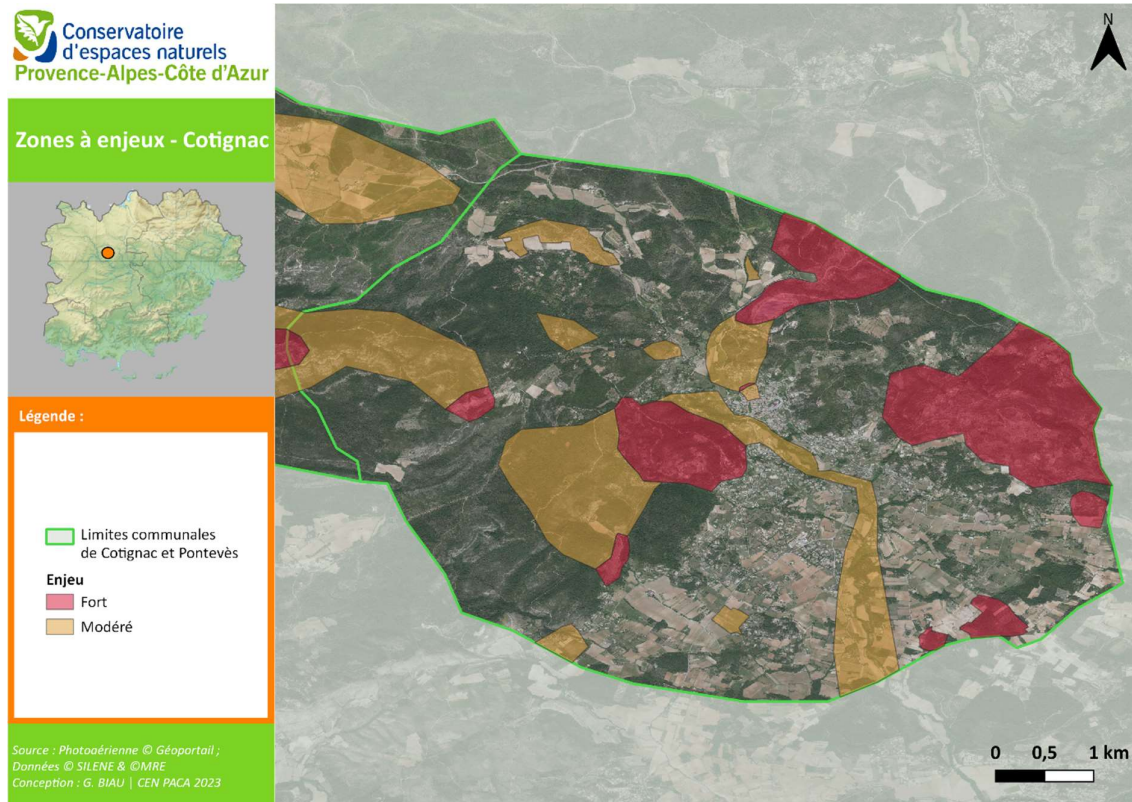 Conservatoire
d'espaces naturels
Provence-Alpes-Côte d'Azur
Zones à enjeux - Cotignac
Légende :
Limites communales
de Cotignac et Pontevès
Enjeu
Fort
Modéré
Source : Photoaérienne © Géoportail ;
Données © SILENE & ©MRE
Conception : G. BIAU | CEN PACA 2023
N
0 0,5 1 km